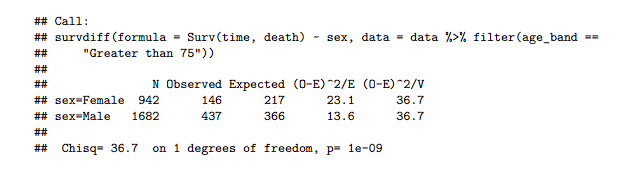 ## Call:
## survdiff(formula = Surv(time, death) ~ sex, data = data %>% filter(age_band ==
##     "Greater than 75"))
##
##               N Observed Expected (O-E)^2/E (O-E)^2/V
## sex=Female  942      146      217      23.1      36.7
## sex=Male   1682      437      366      13.6      36.7
##
##  Chisq= 36.7  on 1 degrees of freedom, p= 1e-09